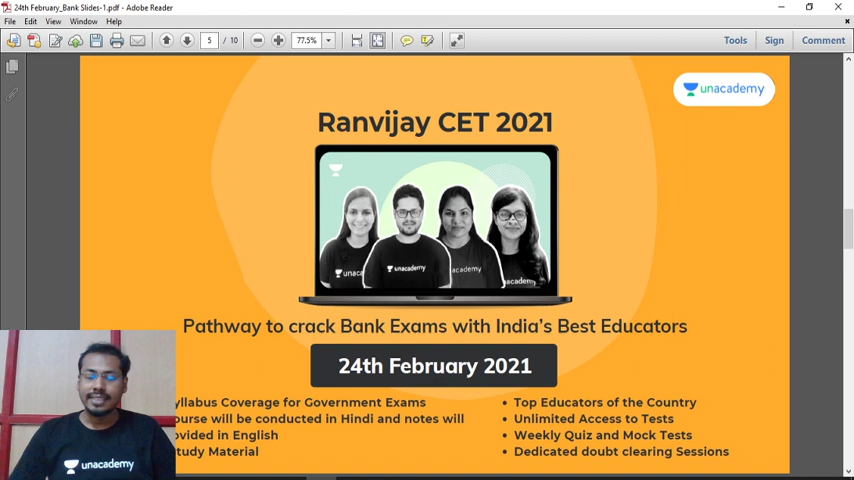 24th February_Bank Slides-1.pdf - Adobe Reader
File Edit View Window Help
5 / 10 77.5% Tools Sign Comment
unacademy
Ranvijay CET 2021
unacademy
Pathway to crack Bank Exams with India's Best Educators
24th February 2021
yllabus Coverage for Government Exams
ourse will be conducted in Hindi and notes will
ovided in English
tudy Material
• Top Educators of the Country
• Unlimited Access to Tests
• Weekly Quiz and Mock Tests
• Dedicated doubt clearing Sessions
unacademy